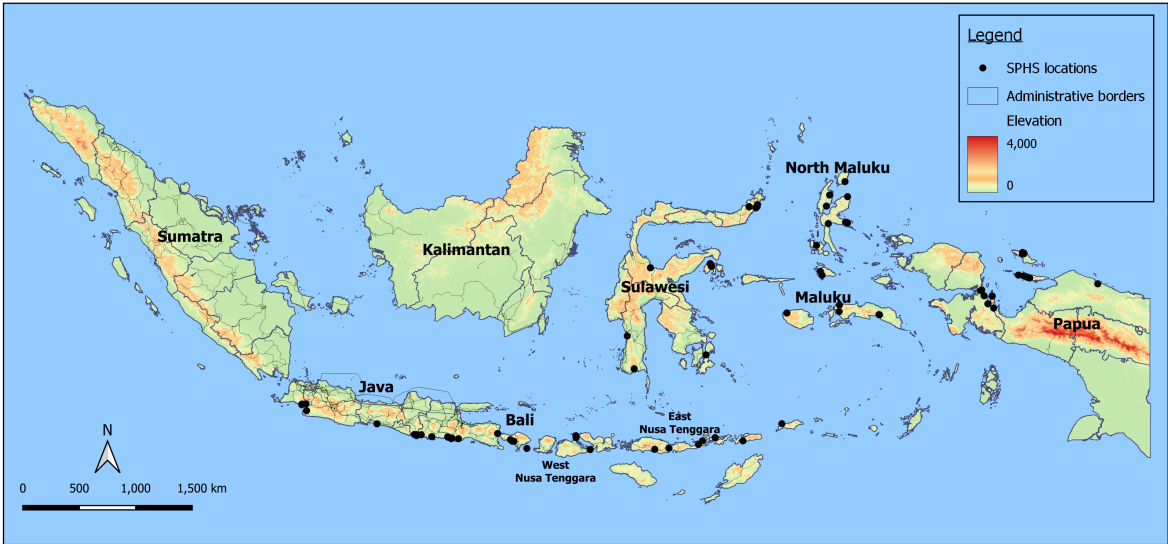 Legend
SPHS locations
Administrative borders
Elevation
4,000
0
North Maluku
Sumatra
Kalimantan
Sulawesi
Maluku
Papua
Java
Bali
East
Nusa Tenggara
West
Nusa Tenggara
N
0 500 1,000 1,500 km